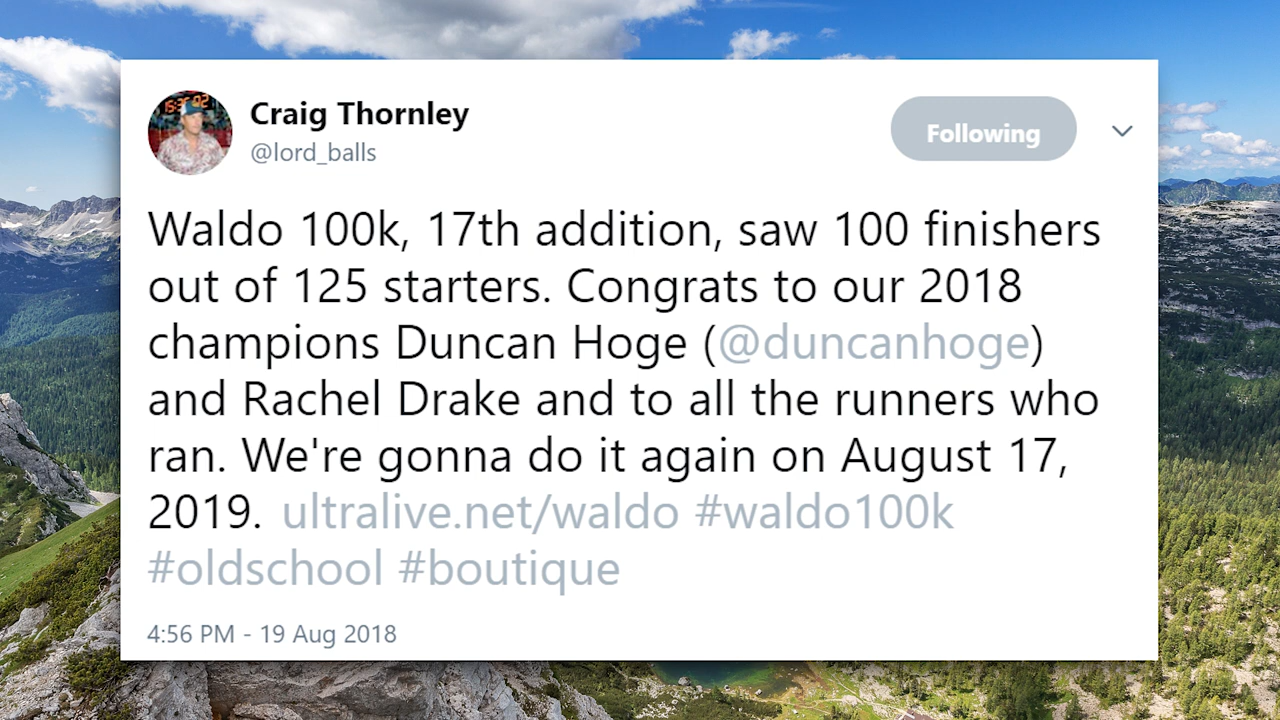 Craig Thornley
@lord_balls
Following
Waldo 100k, 17th addition, saw 100 finishers
out of 125 starters. Congrats to our 2018
champions Duncan Hoge (@duncanhoge)
and Rachel Drake and to all the runners who
ran. We're gonna do it again on August 17,
2019. ultralive.net/waldo #waldo100k
#oldschool #boutique
4:56 PM - 19 Aug 2018